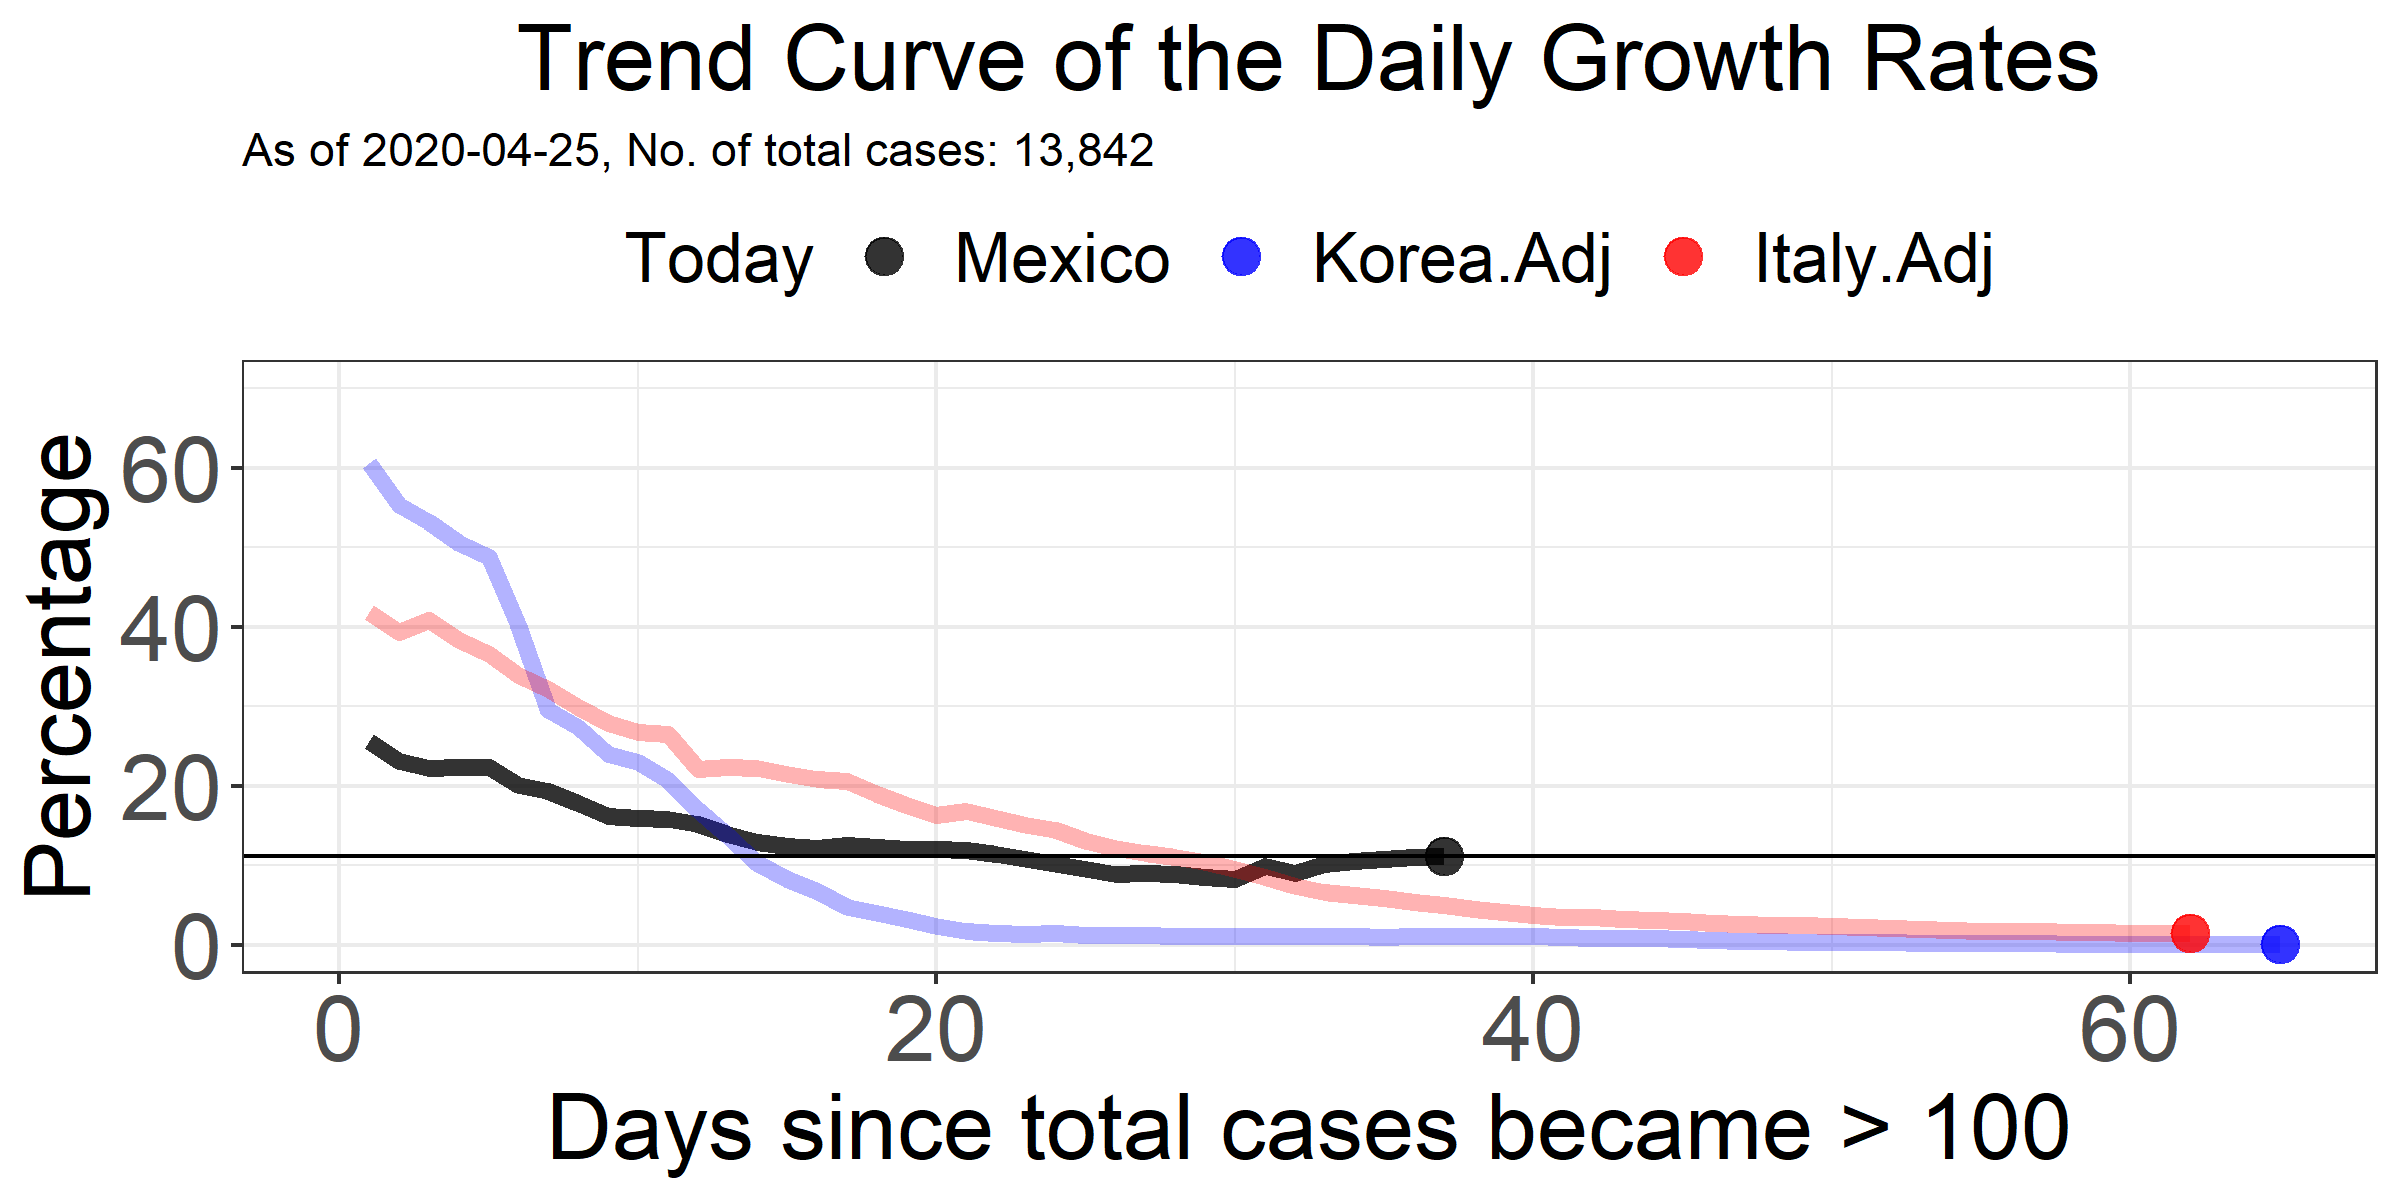 Trend Curve of the Daily Growth Rates
As of 2020-04-25, No. of total cases: 13,842
Today Mexico Korea.Adj Italy.Adj
Percentage
60
40
20
0
0 20 40 60
Days since total cases became > 100